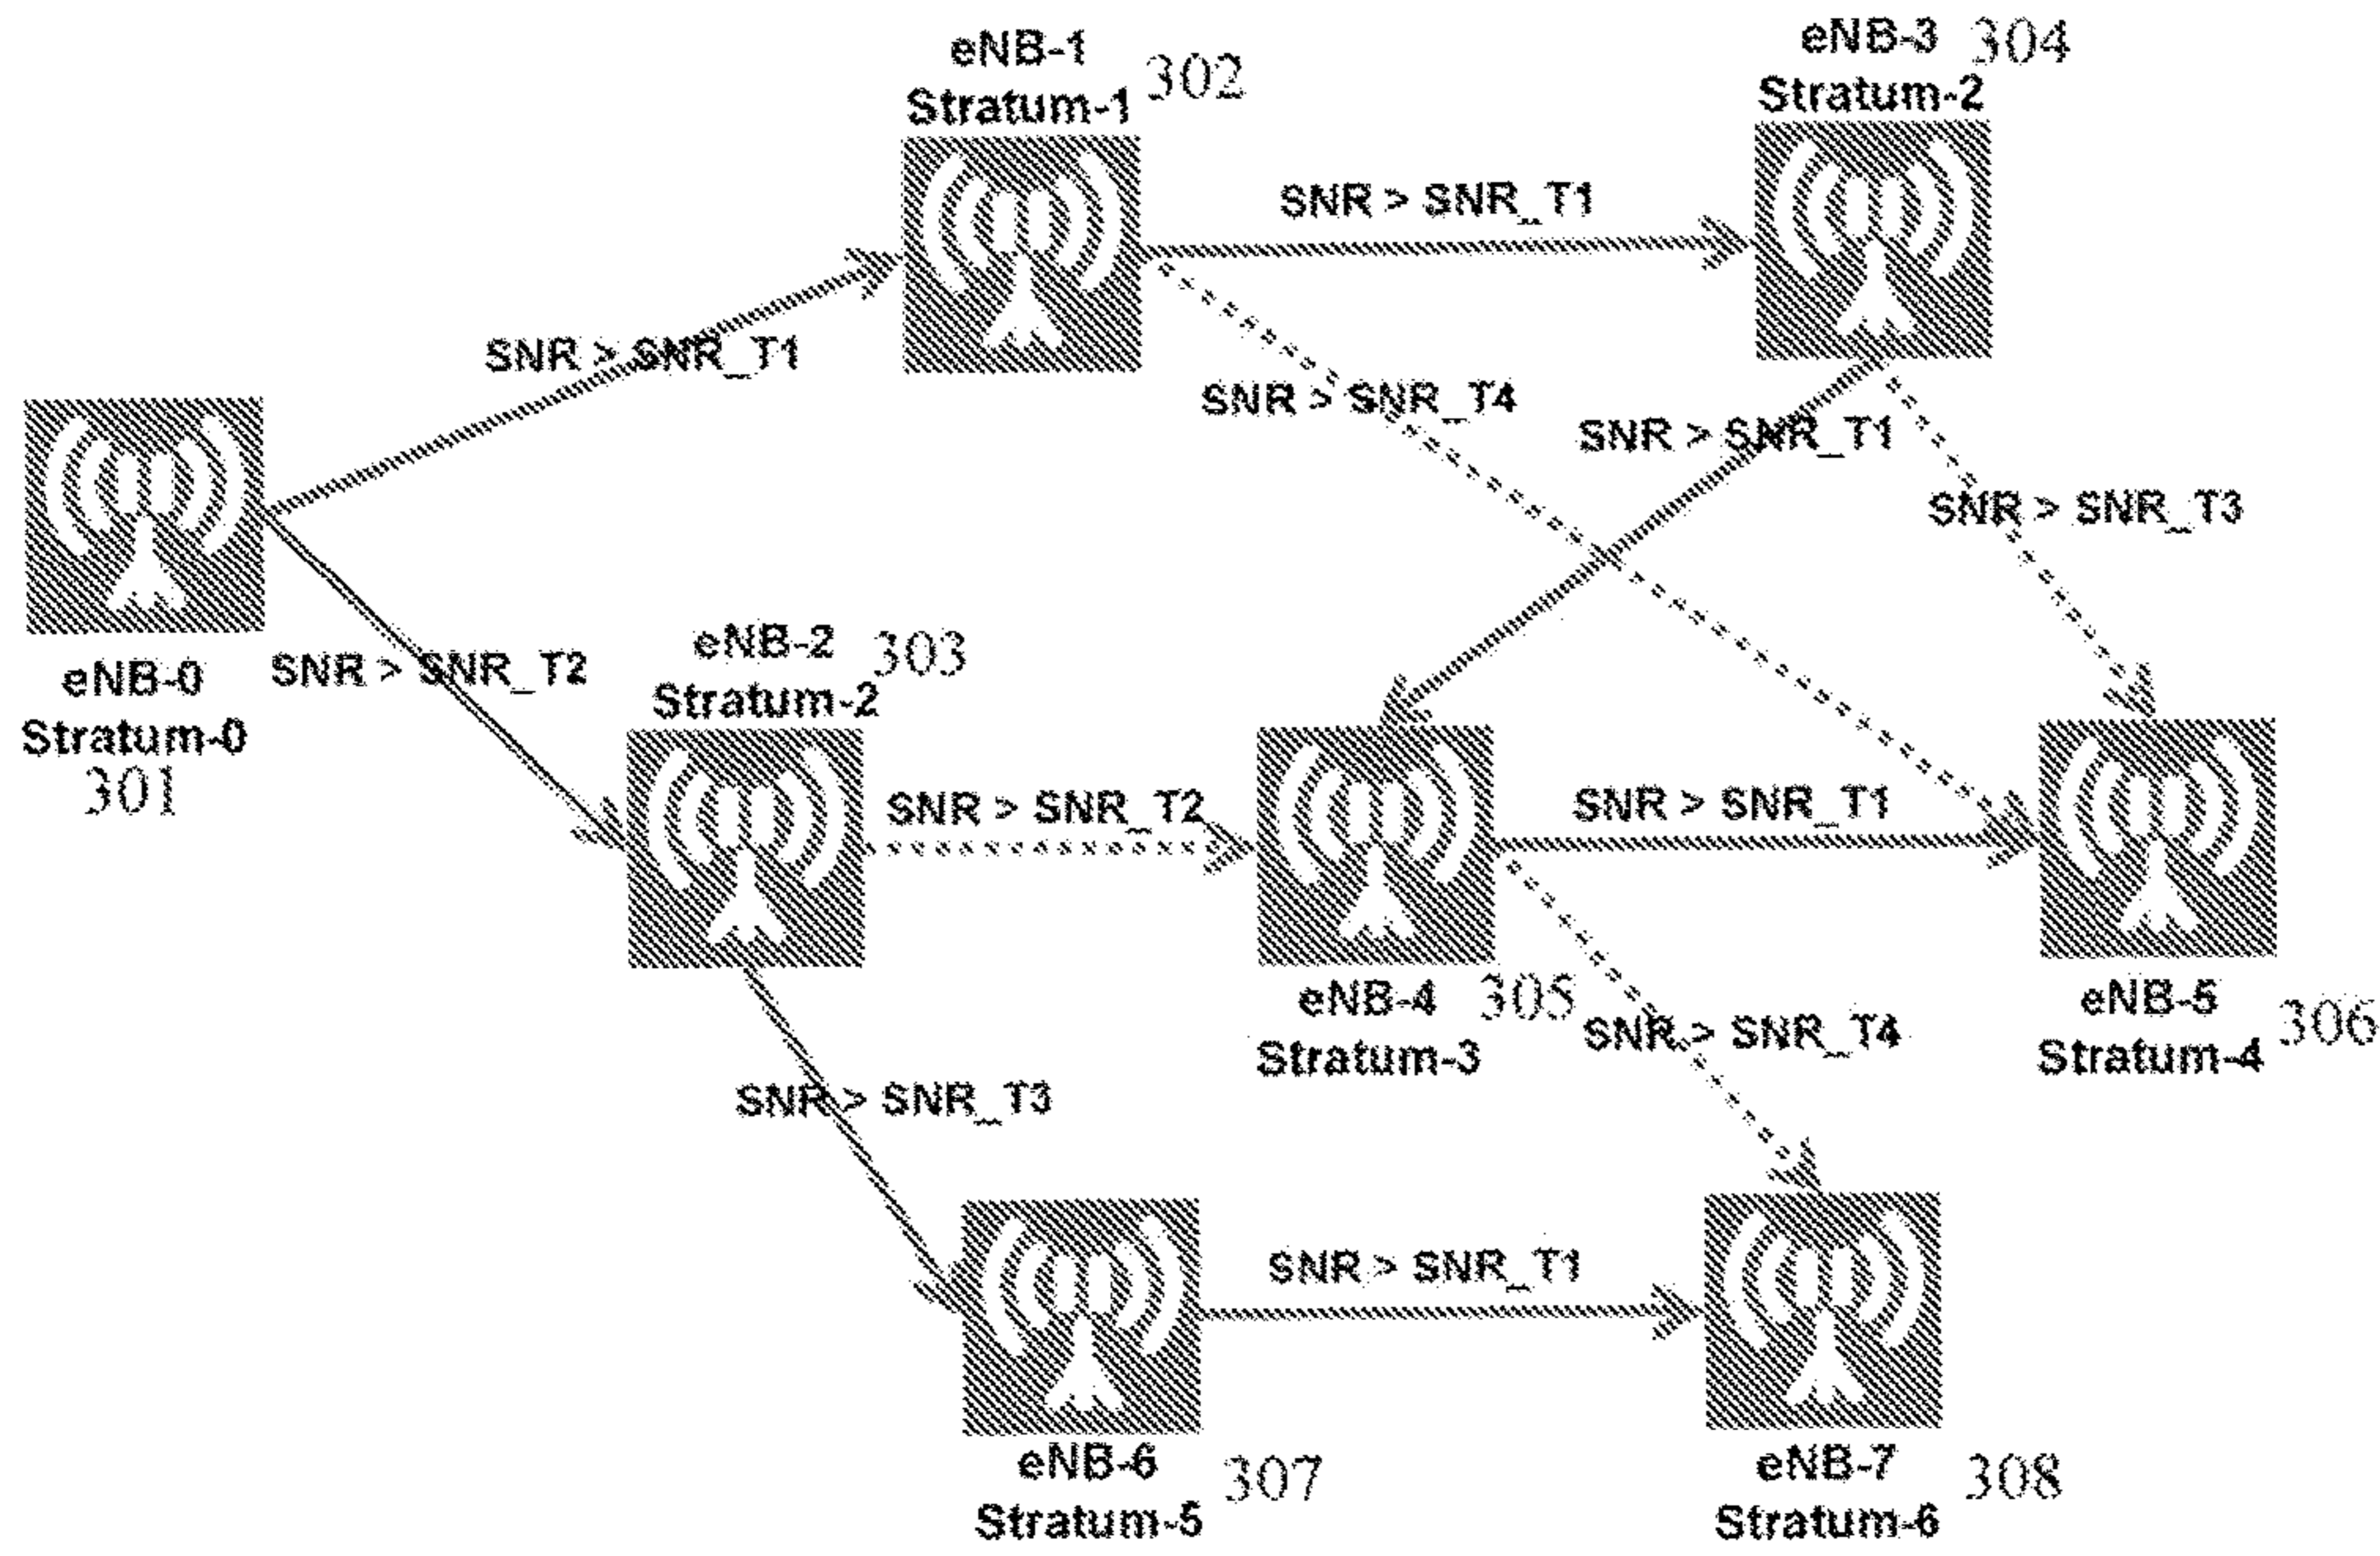 eNB-1
Stratum-1
302
eNB-3
Stratum-2
304
SNR > SNR_T1
SNR > SNR_T1
SNR > SNR_T4
SNR > SNR_T1
SNR > SNR_T3
eNB-0
Stratum-0
301
SNR > SNR_T2
eNB-2
Stratum-2
303
SNR > SNR_T2
SNR > SNR_T1
eNB-4
Stratum-3
305
SNR > SNR_T4
eNB-5
Stratum-4
306
SNR > SNR_T3
SNR > SNR_T1
eNB-6
Stratum-5
307
eNB-7
Stratum-6
308